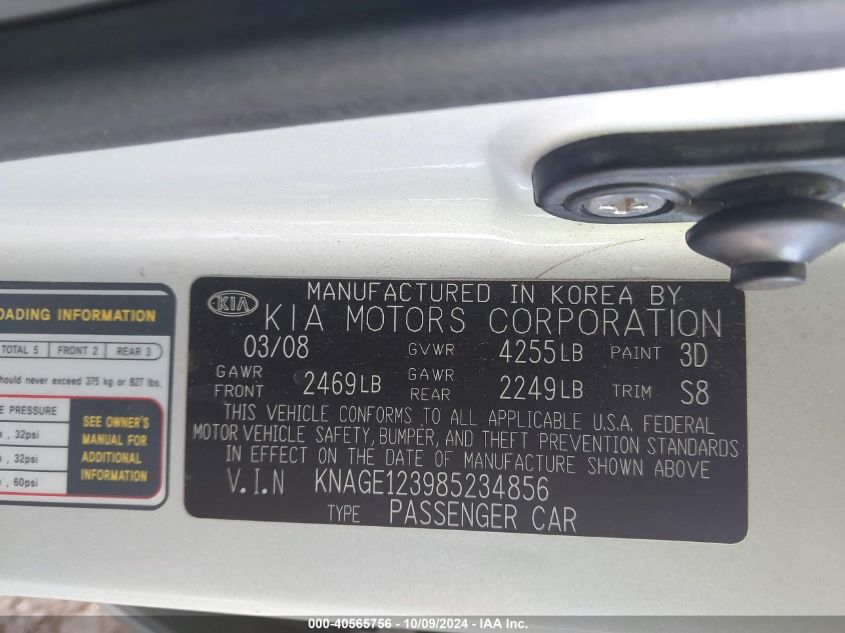 OADING INFORMATION
TOTAL 5 FRONT 2 REAR 3
hould never exceed 375 kg or 827 lbs.
E PRESSURE
, 32psi
, 32psi
, 60psi
SEE OWNER'S
MANUAL FOR
ADDITIONAL
INFORMATION
KIA
MANUFACTURED IN KOREA BY
KIA MOTORS CORPORATION
03/08 GVWR 4255LB PAINT 3D
GAWR FRONT 2469LB GAWR REAR 2249LB TRIM S8
THIS VEHICLE CONFORMS TO ALL APPLICABLE U.S.A. FEDERAL
MOTOR VEHICLE SAFETY, BUMPER, AND THEFT PREVENTION STANDARDS
IN EFFECT ON THE DATE OF MANUFACTURE SHOWN ABOVE
V.I.N KNAGE123985234856
TYPE PASSENGER CAR
000-40565756 - 10/09/2024 - IAA Inc.